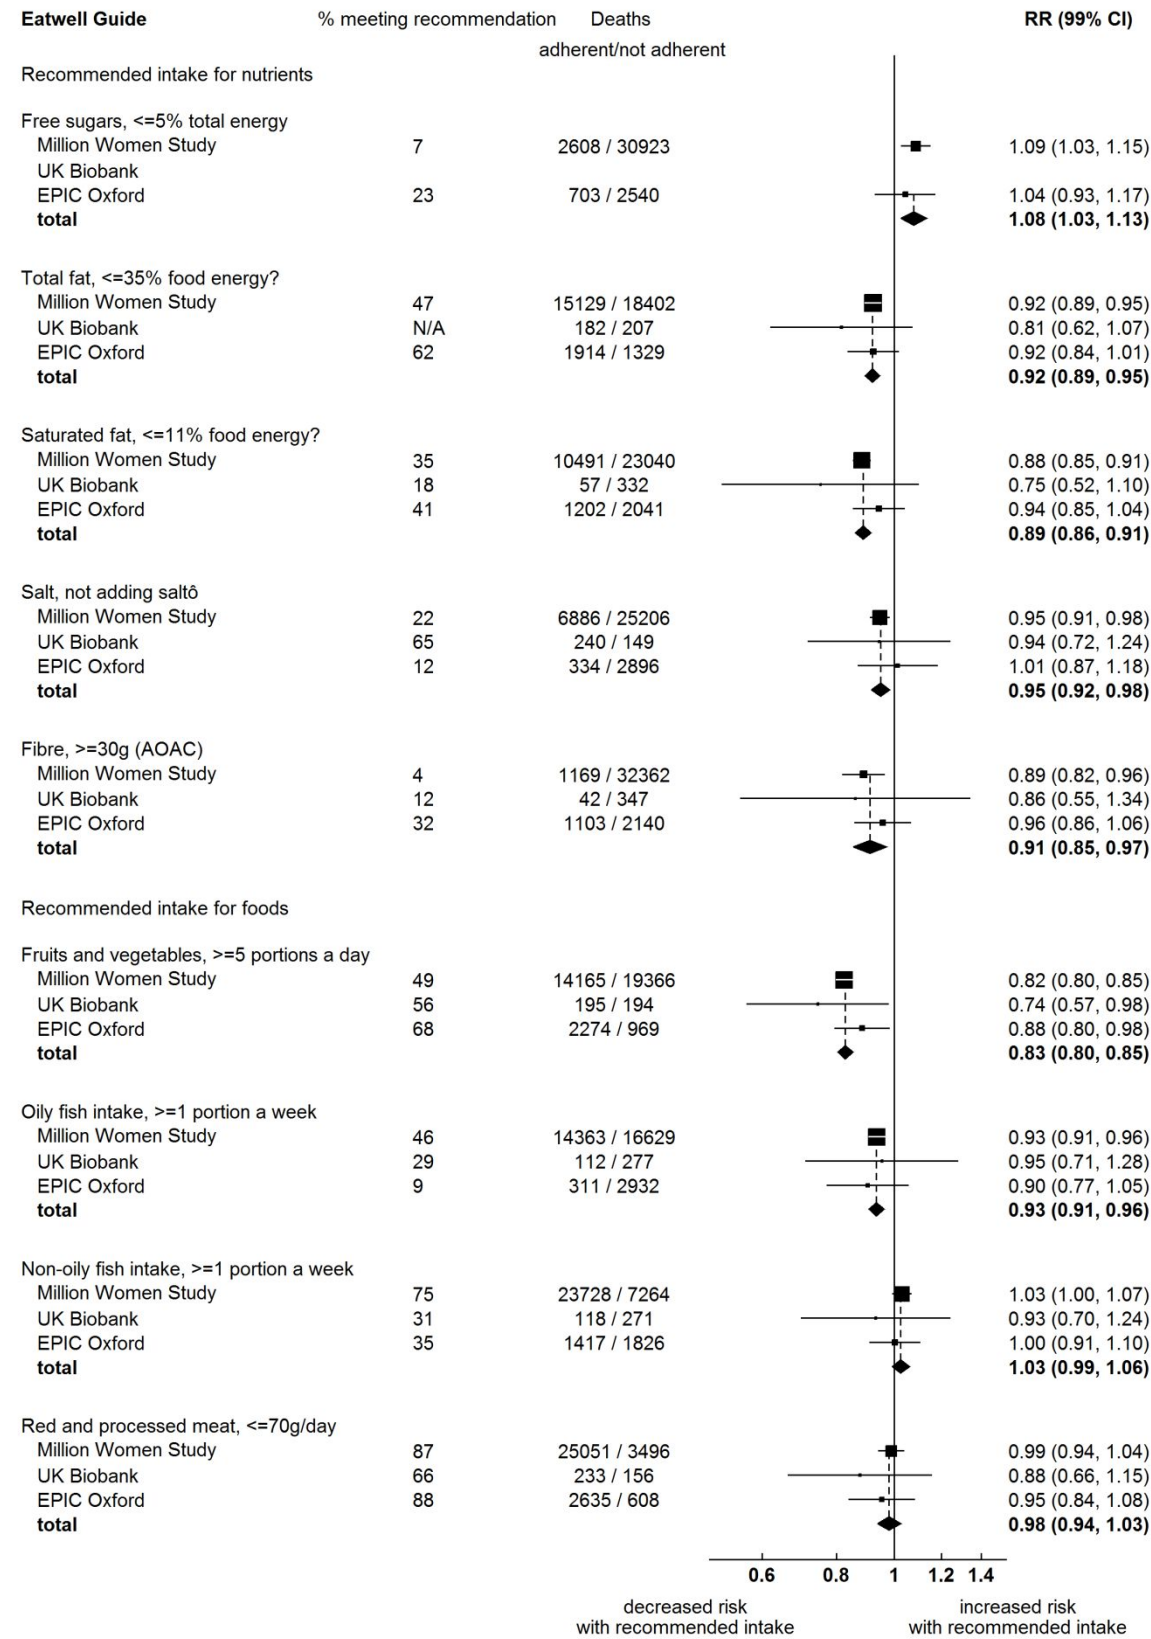 Eatwell Guide % meeting recommendation Deaths RR (99% CI)
adherent/not adherent
Recommended intake for nutrients
Free sugars, <=5% total energy
Million Women Study 7 2608 / 30923 1.09 (1.03, 1.15)
UK Biobank
EPIC Oxford 23 703 / 2540 1.04 (0.93, 1.17)
total 1.08 (1.03, 1.13)
Total fat, <=35% food energy?
Million Women Study 47 15129 / 18402 0.92 (0.89, 0.95)
UK Biobank N/A 182 / 207 0.81 (0.62, 1.07)
EPIC Oxford 62 1914 / 1329 0.92 (0.84, 1.01)
total 0.92 (0.89, 0.95)
Saturated fat, <=11% food energy?
Million Women Study 35 10491 / 23040 0.88 (0.85, 0.91)
UK Biobank 18 57 / 332 0.75 (0.52, 1.10)
EPIC Oxford 41 1202 / 2041 0.94 (0.85, 1.04)
total 0.89 (0.86, 0.91)
Salt, not adding saltô
Million Women Study 22 6886 / 25206 0.95 (0.91, 0.98)
UK Biobank 65 240 / 149 0.94 (0.72, 1.24)
EPIC Oxford 12 334 / 2896 1.01 (0.87, 1.18)
total 0.95 (0.92, 0.98)
Fibre, >=30g (AOAC)
Million Women Study 4 1169 / 32362 0.89 (0.82, 0.96)
UK Biobank 12 42 / 347 0.86 (0.55, 1.34)
EPIC Oxford 32 1103 / 2140 0.96 (0.86, 1.06)
total 0.91 (0.85, 0.97)
Recommended intake for foods
Fruits and vegetables, >=5 portions a day
Million Women Study 49 14165 / 19366 0.82 (0.80, 0.85)
UK Biobank 56 195 / 194 0.74 (0.57, 0.98)
EPIC Oxford 68 2274 / 969 0.88 (0.80, 0.98)
total 0.83 (0.80, 0.85)
Oily fish intake, >=1 portion a week
Million Women Study 46 14363 / 16629 0.93 (0.91, 0.96)
UK Biobank 29 112 / 277 0.95 (0.71, 1.28)
EPIC Oxford 9 311 / 2932 0.90 (0.77, 1.05)
total 0.93 (0.91, 0.96)
Non-oily fish intake, >=1 portion a week
Million Women Study 75 23728 / 7264 1.03 (1.00, 1.07)
UK Biobank 31 118 / 271 0.93 (0.70, 1.24)
EPIC Oxford 35 1417 / 1826 1.00 (0.91, 1.10)
total 1.03 (0.99, 1.06)
Red and processed meat, <=70g/day
Million Women Study 87 25051 / 3496 0.99 (0.94, 1.04)
UK Biobank 66 233 / 156 0.88 (0.66, 1.15)
EPIC Oxford 88 2635 / 608 0.95 (0.84, 1.08)
total 0.98 (0.94, 1.03)
0.6 0.8 1 1.2 1.4
decreased risk increased risk
with recommended intake with recommended intake